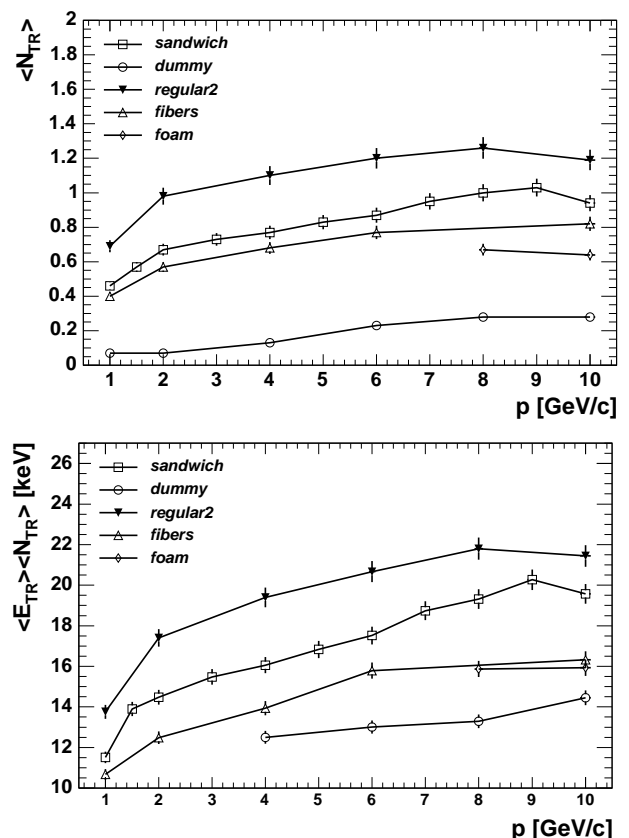 <N_TR>
2
1.8
1.6
1.4
1.2
1
0.8
0.6
0.4
0.2
0
sandwich
dummy
regular2
fibers
foam
1 2 3 4 5 6 7 8 9 10
p [GeV/c]
<E_TR><N_TR> [keV]
26
24
22
20
18
16
14
12
10
sandwich
dummy
regular2
fibers
foam
1 2 3 4 5 6 7 8 9 10
p [GeV/c]